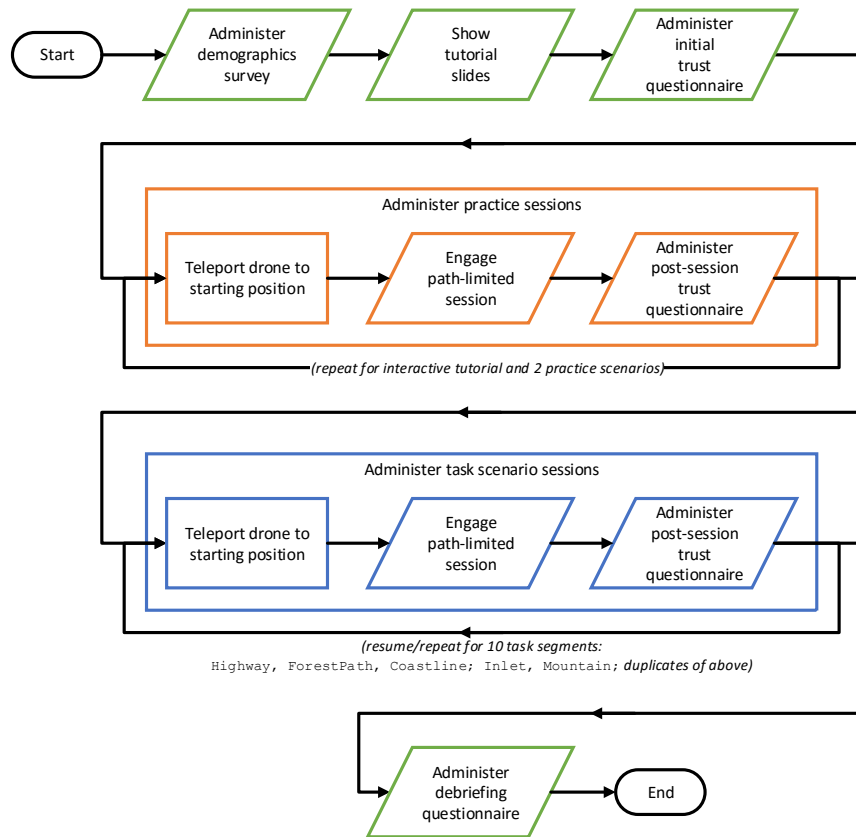 Start
Administer
demographics
survey
Show
tutorial
slides
Administer
initial
trust
questionnaire
Administer practice sessions
Teleport drone to
starting position
Engage
path-limited
session
Administer
post-session
trust
questionnaire
(repeat for interactive tutorial and 2 practice scenarios)
Administer task scenario sessions
Teleport drone to
starting position
Engage
path-limited
session
Administer
post-session
trust
questionnaire
(resume/repeat for 10 task segments:
Highway, ForestPath, Coastline; Inlet, Mountain; duplicates of above)
Administer
debriefing
questionnaire
End